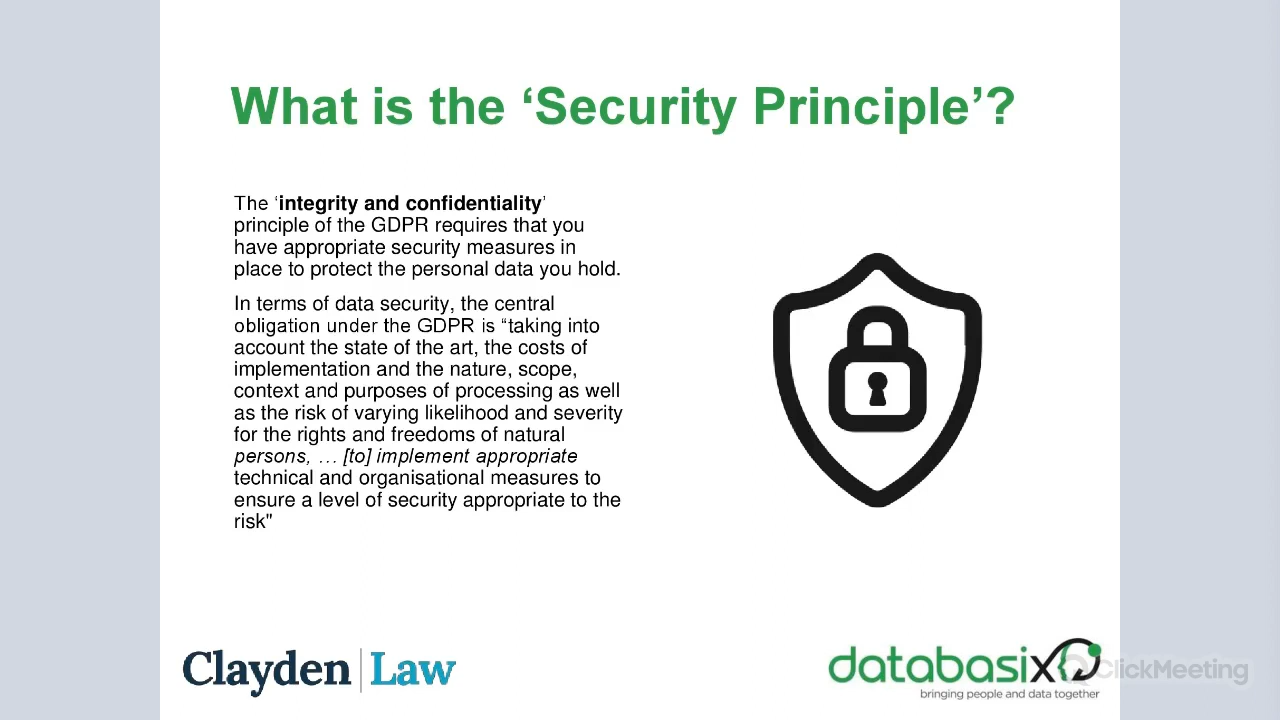 What is the ‘Security Principle’?
The ‘integrity and confidentiality’
principle of the GDPR requires that you
have appropriate security measures in
place to protect the personal data you hold.
In terms of data security, the central
obligation under the GDPR is “taking into
account the state of the art, the costs of
implementation and the nature, scope,
context and purposes of processing as well
as the risk of varying likelihood and severity
for the rights and freedoms of natural
persons, … [to] implement appropriate
technical and organisational measures to
ensure a level of security appropriate to the
risk"
Clayden Law
databasix
bringing people and data together
ClickMeeting